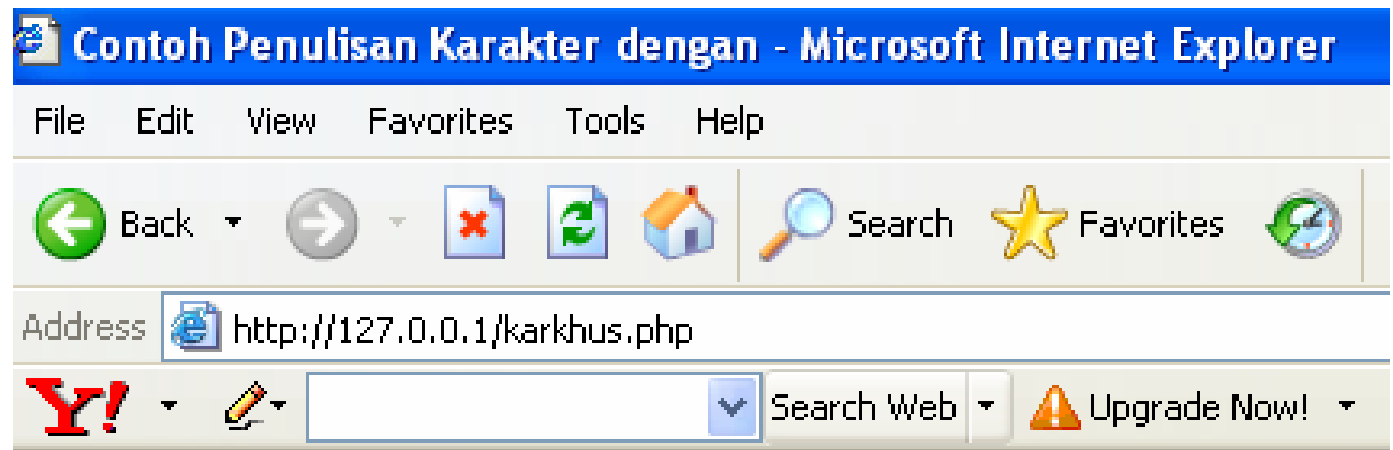 Contoh Penulisan Karakter dengan - Microsoft Internet Explorer
File Edit View Favorites Tools Help
Back Search Favorites
Address http://127.0.0.1/karkhus.php
Y! Search Web Upgrade Now!